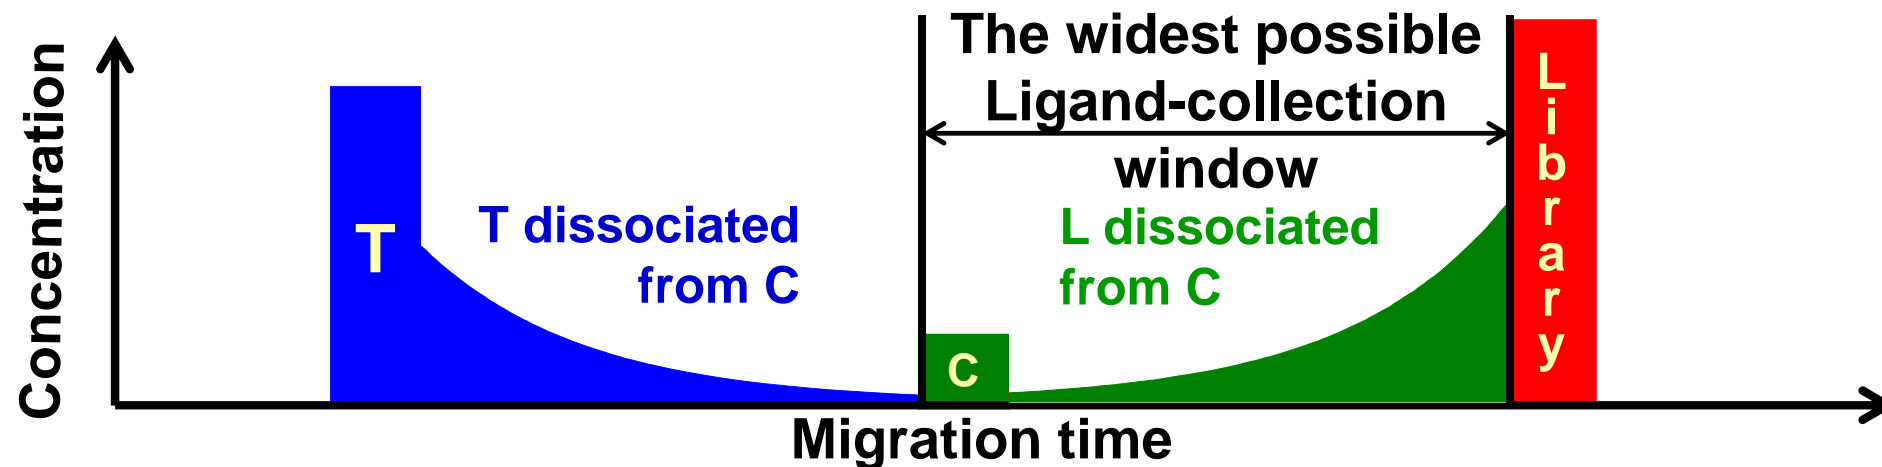 Concentration
The widest possible
Ligand-collection
window
T
T dissociated
from C
C
L dissociated
from C
Library
Migration time